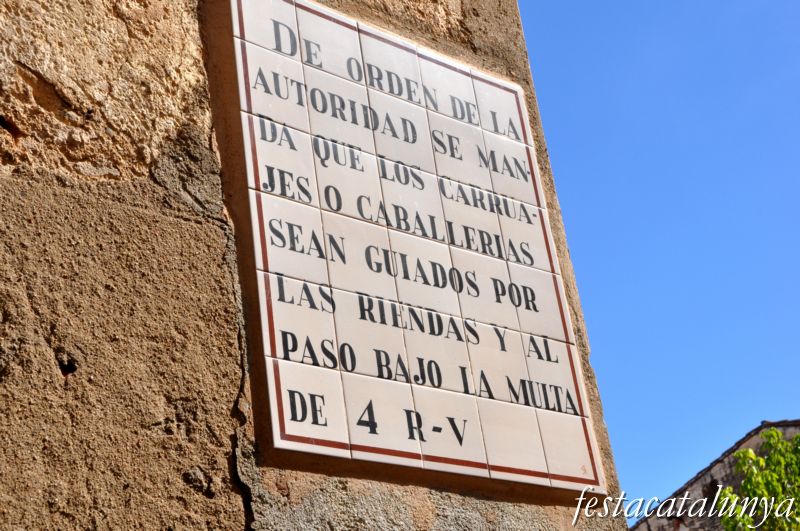 DE ORDEN DE LA
AUTORIDAD SE MAN-
DA QUE LOS CARRUA-
JES O CABALLERIAS
SEAN GUIADOS POR
LAS RIENDAS Y AL
PASO BAJO LA MULTA
DE 4 R-V
festacatalunya